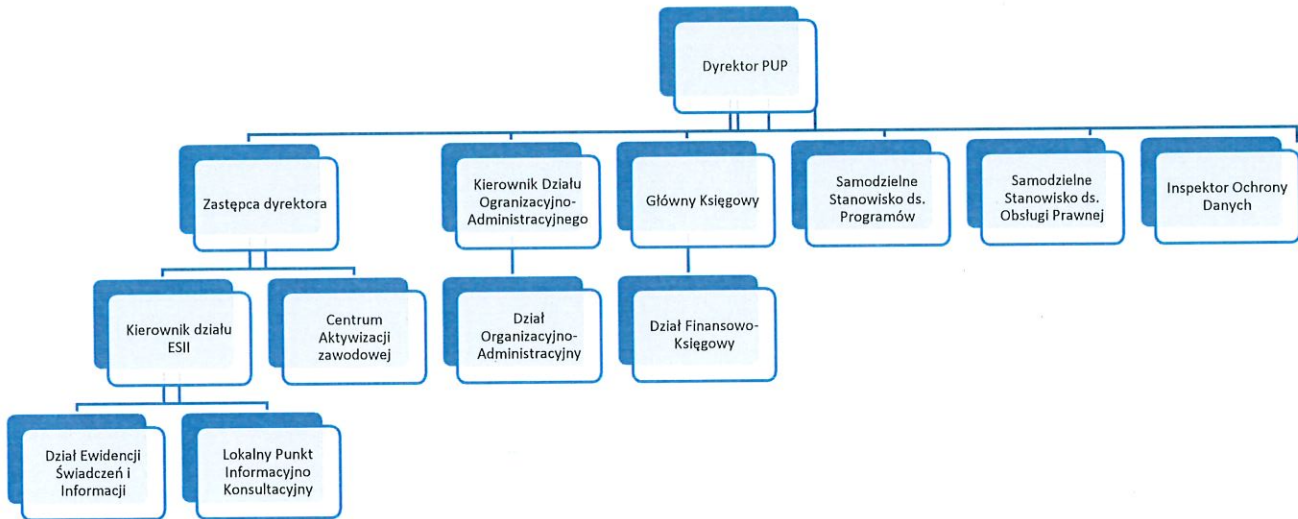 Dyrektor PUP
Zastępca dyrektora
Kierownik Działu
Ogranizacyjno-
Administracyjnego
Główny Księgowy
Samodzielne
Stanowisko ds.
Programów
Samodzielne
Stanowisko ds.
Obsługi Prawnej
Inspektor Ochrony
Danych
Kierownik działu
ESII
Centrum
Aktywizacji
zawodowej
Dział
Organizacyjno-
Administracyjny
Dział Finansowo-
Księgowy
Dział Ewidencji
Świadczeń i
Informacji
Lokalny Punkt
Informacyjno
Konsultacyjny